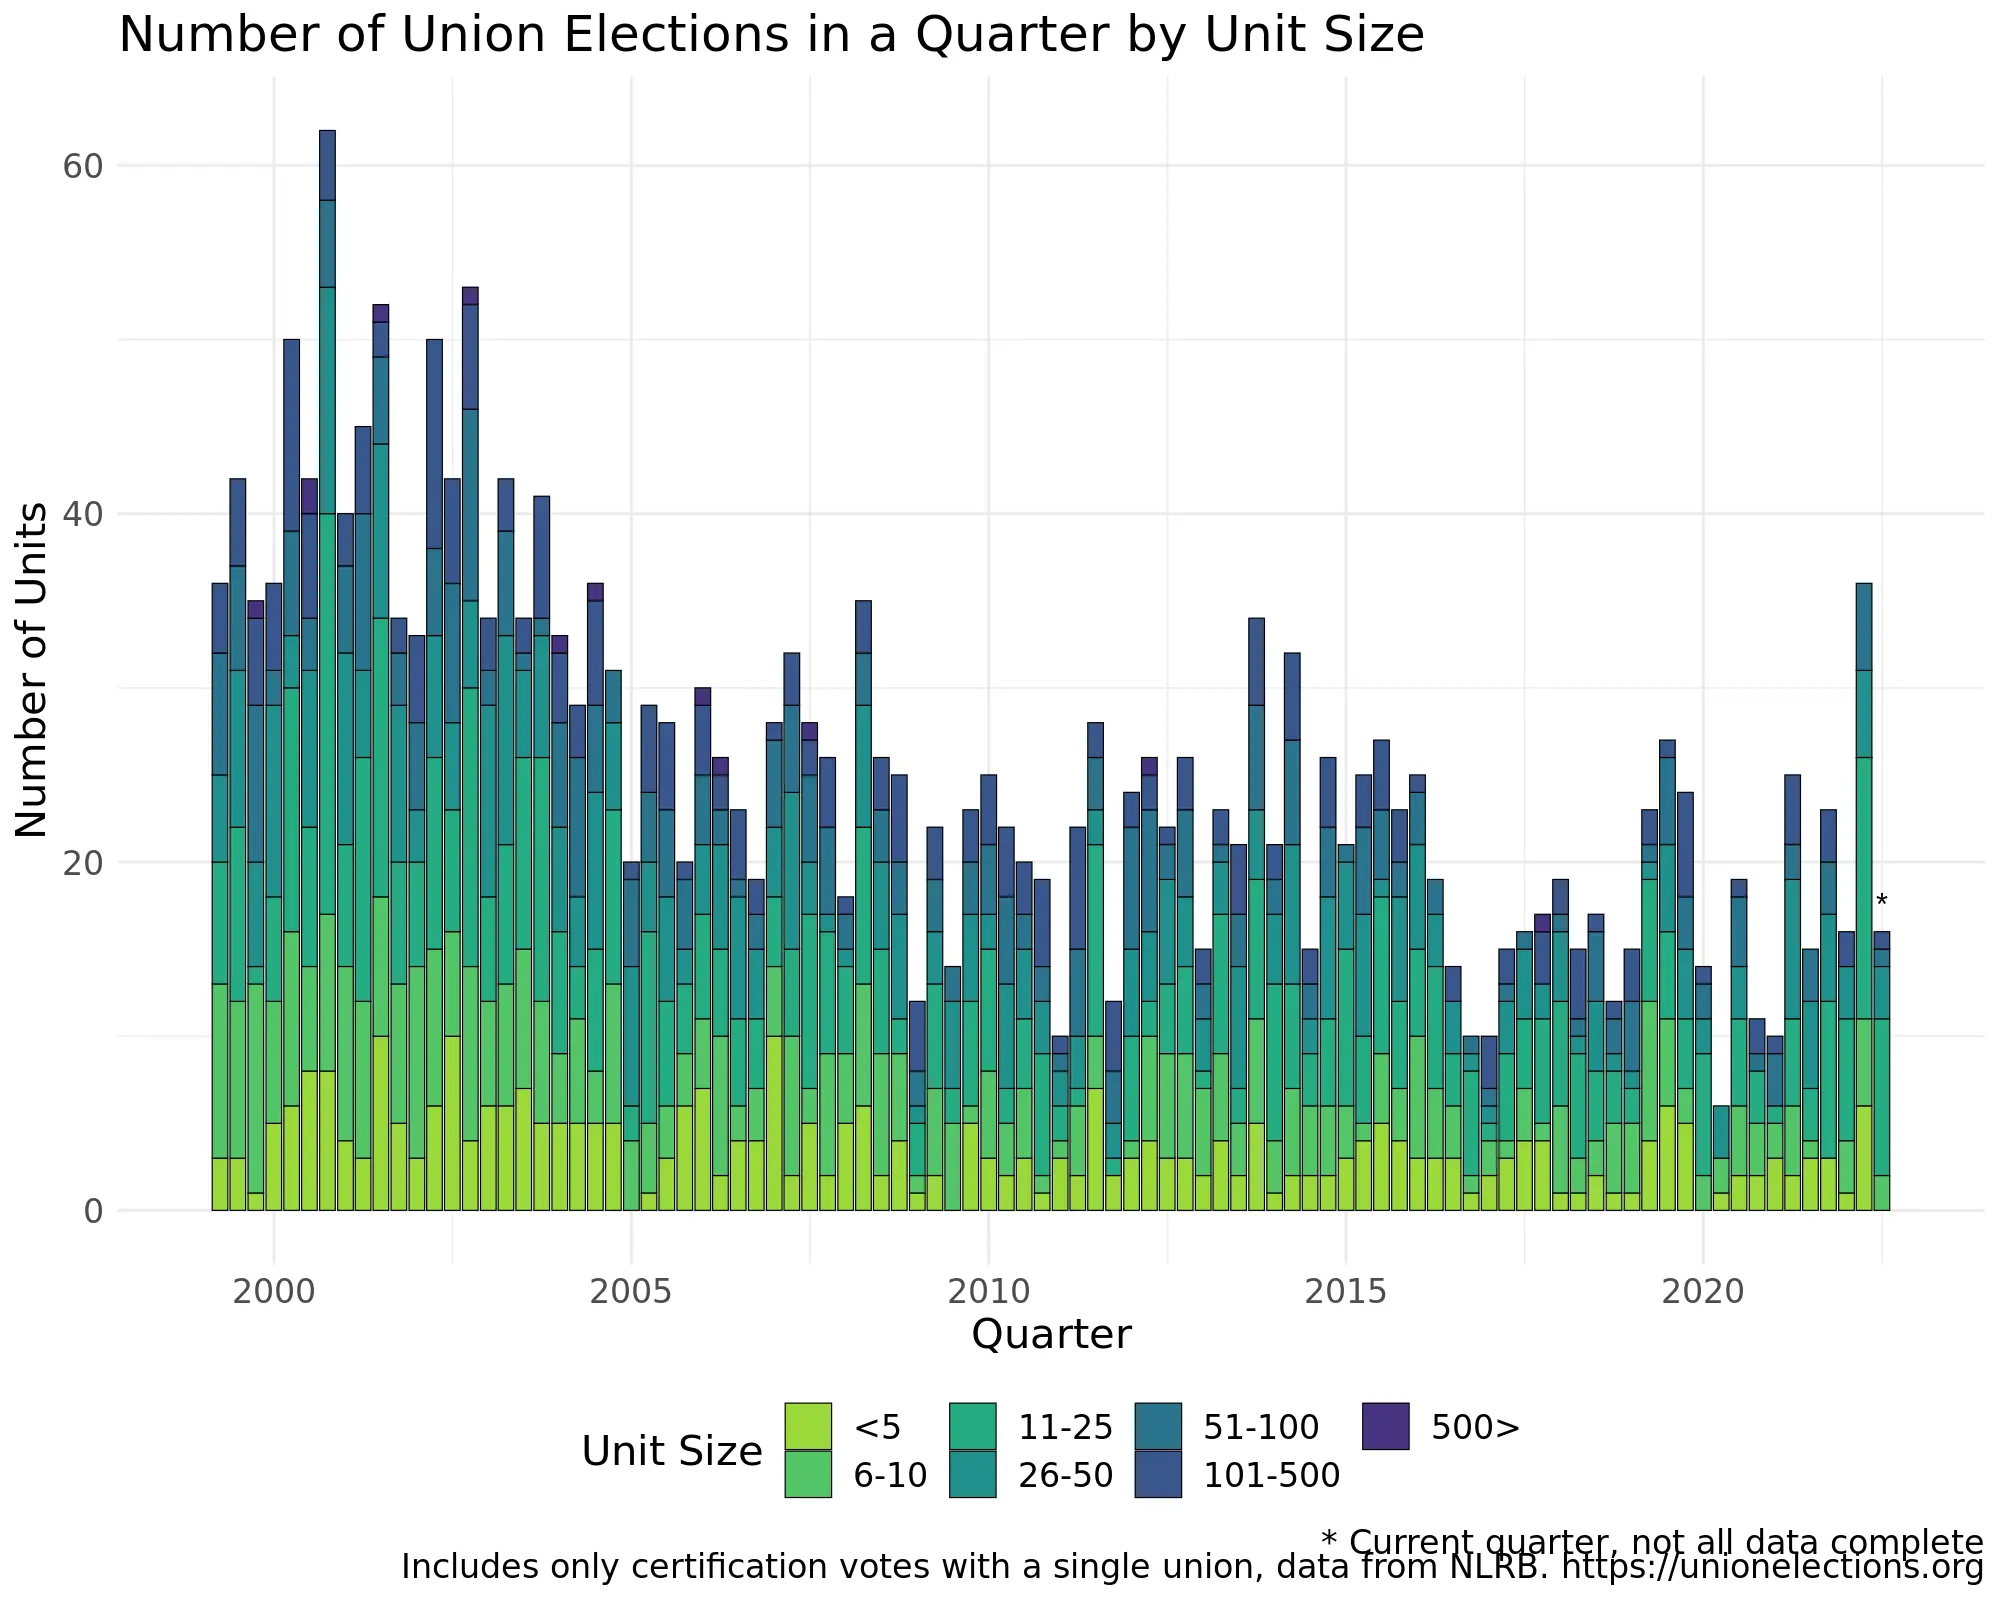 Number of Union Elections in a Quarter by Unit Size
Number of Units
60
40
20
0
*
2000 2005 2010 2015 2020
Quarter
Unit Size
<5 11-25 51-100 500>
6-10 26-50 101-500
* Current quarter, not all data complete
Includes only certification votes with a single union, data from NLRB. https://unionelections.org